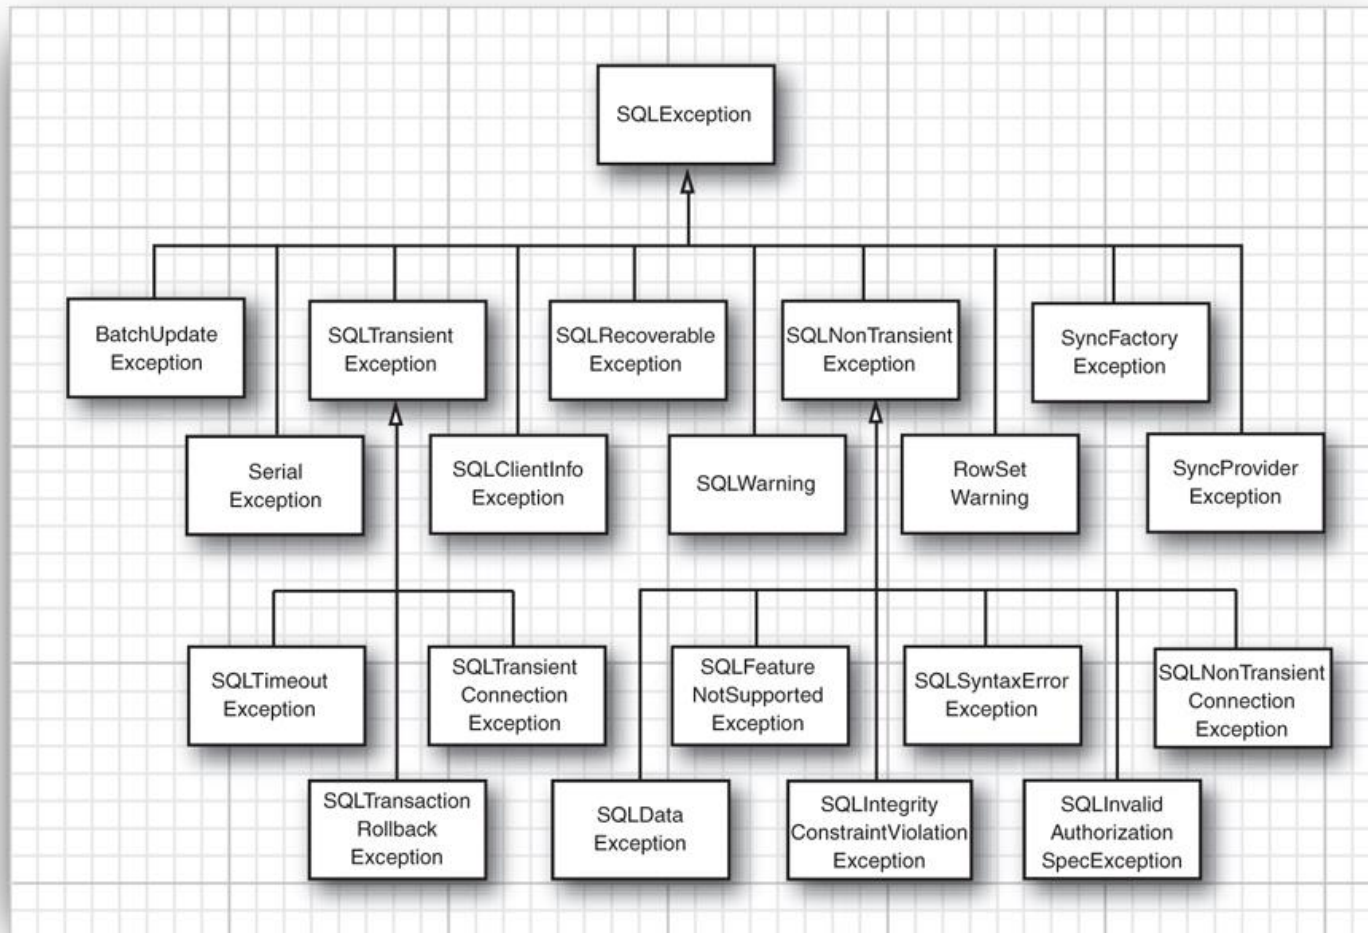 SQLException
BatchUpdate
Exception
SQLTransient
Exception
SQLRecoverable
Exception
SQLNonTransient
Exception
SyncFactory
Exception
Serial
Exception
SQLClientInfo
Exception
SQLWarning
RowSet
Warning
SyncProvider
Exception
SQLTimeout
Exception
SQLTransient
Connection
Exception
SQLFeature
NotSupported
Exception
SQLSyntaxError
Exception
SQLNonTransient
Connection
Exception
SQLTransaction
Rollback
Exception
SQLData
Exception
SQLIntegrity
ConstraintViolation
Exception
SQLInvalid
Authorization
SpecException